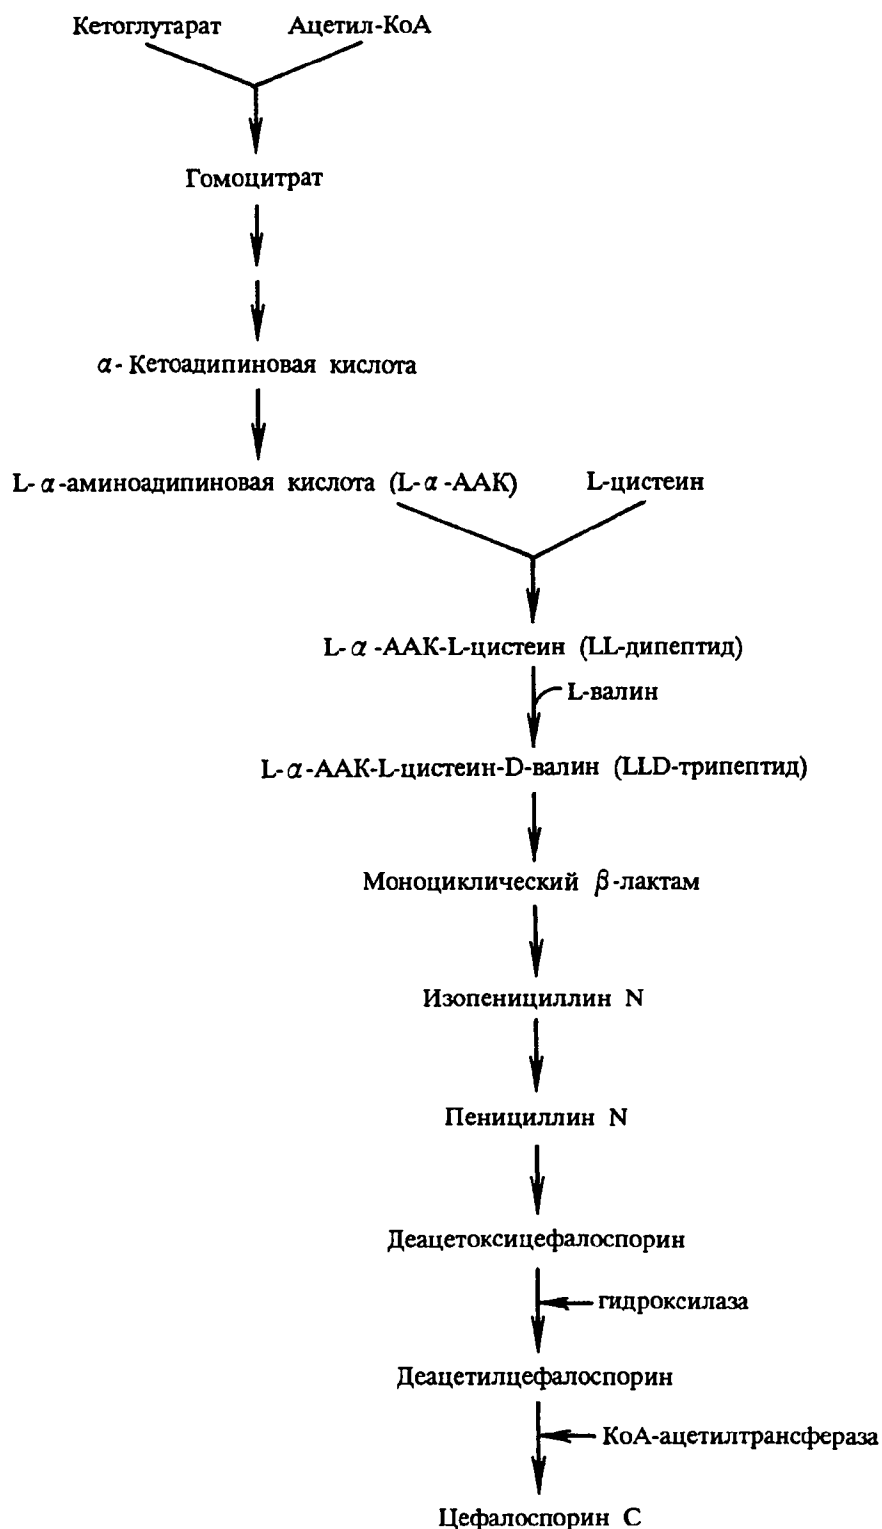 Кетоглутарат Ацетил-КоА
Гомоцитрат
α-Кетоадипиновая кислота
L-α-аминоадипиновая кислота (L-α-ААК) L-цистеин
L-α-ААК-L-цистеин (LL-дипептид)
L-валин
L-α-ААК-L-цистеин-D-валин (LLD-трипептид)
Моноциклический β-лактам
Изопенициллин N
Пенициллин N
Деацетоксицефалоспорин
гидроксилаза
Деацетилцефалоспорин
КоА-ацетилтрансфераза
Цефалоспорин С